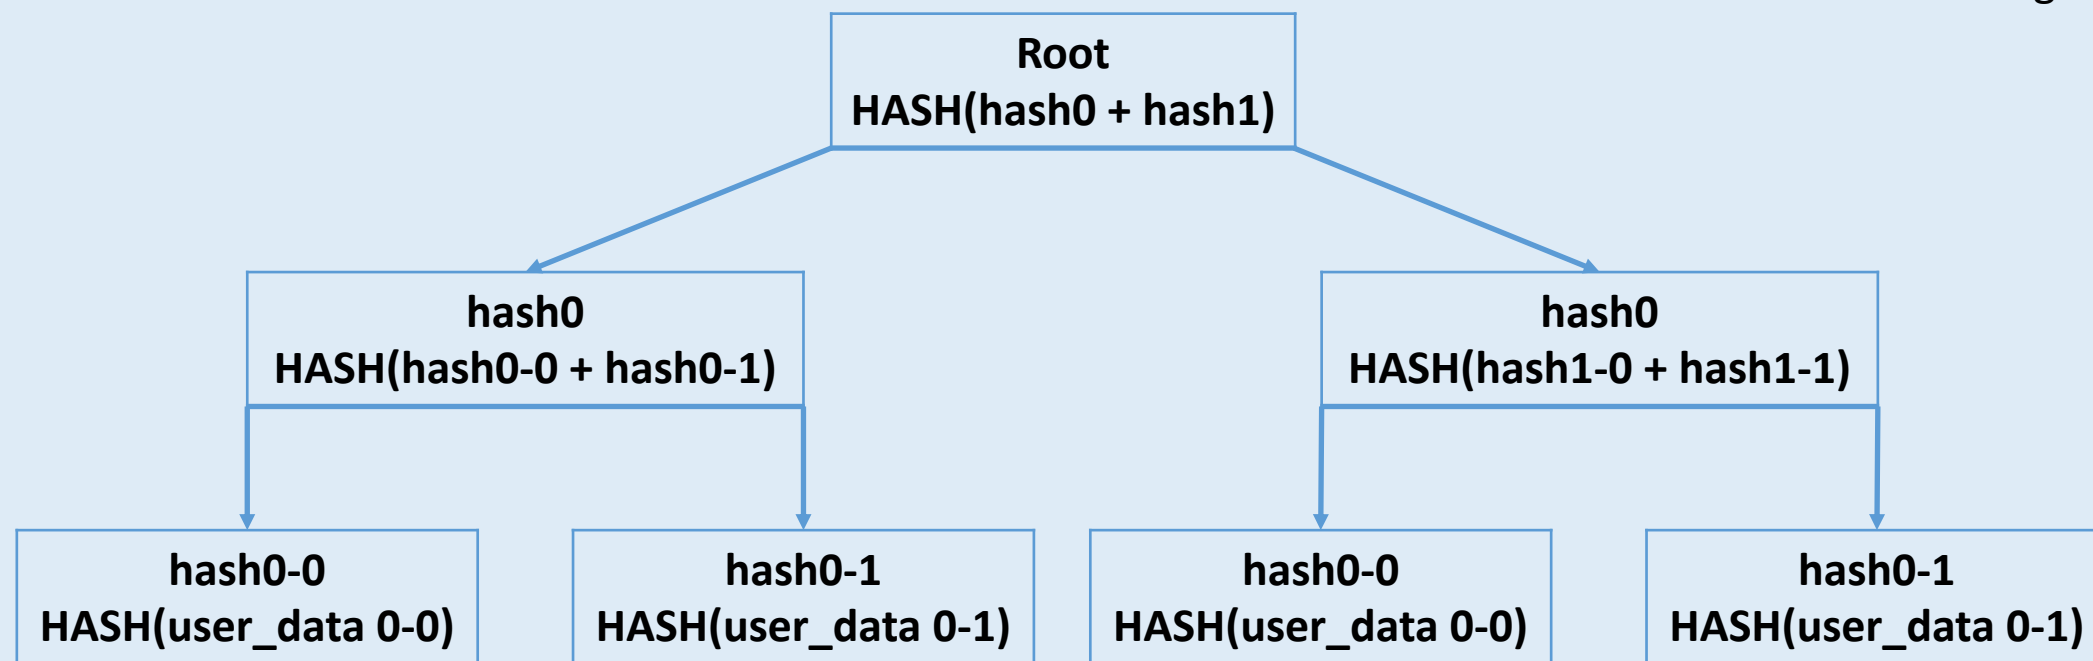 Root
HASH(hash0 + hash1)
hash0
HASH(hash0-0 + hash0-1)
hash0
HASH(hash1-0 + hash1-1)
hash0-0
HASH(user_data 0-0)
hash0-1
HASH(user_data 0-1)
hash0-0
HASH(user_data 0-0)
hash0-1
HASH(user_data 0-1)